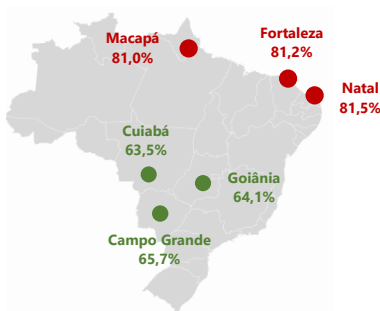 Fortaleza
81,2%
Macapá
81,0%
Natal
81,5%
Cuiabá
63,5%
Goiânia
64,1%
Campo Grande
65,7%